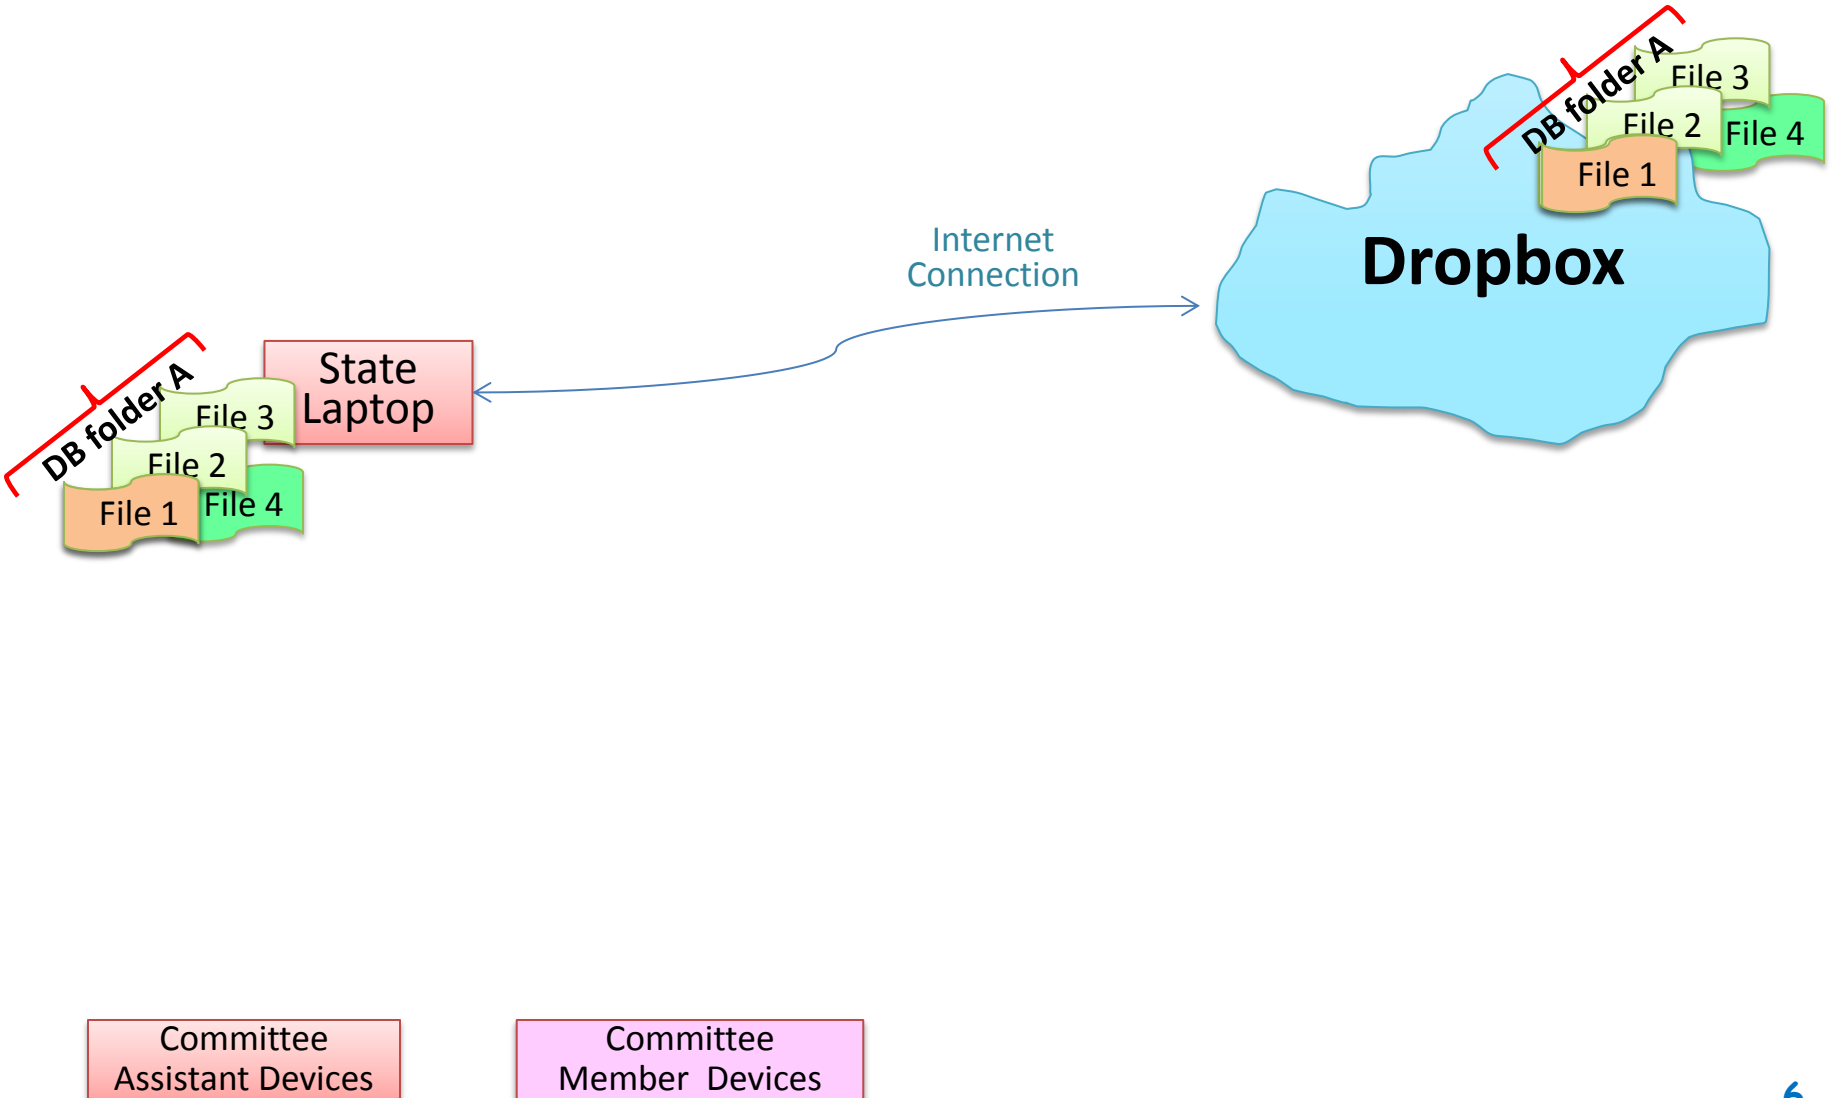 DB folder A
File 3
File 2
File 4
File 1
Dropbox
Internet
Connection
State
Laptop
DB folder A
File 3
File 2
File 4
File 1
Committee
Assistant Devices
Committee
Member  Devices
6